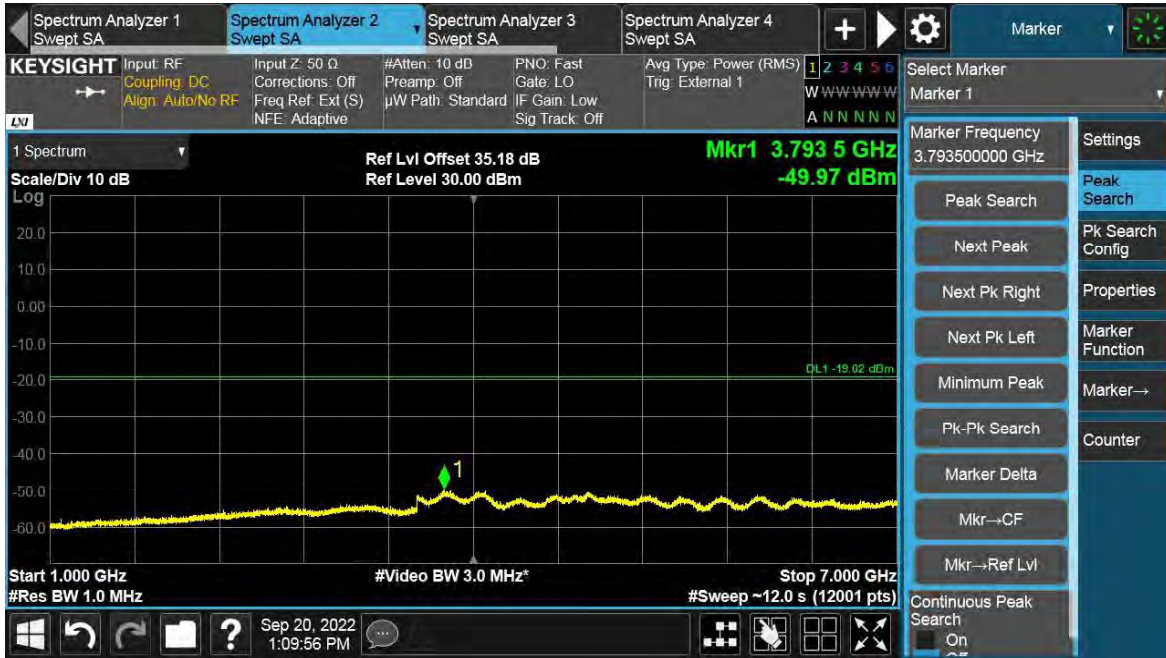 Spectrum Analyzer 1
Swept SA
Spectrum Analyzer 2
Swept SA
Spectrum Analyzer 3
Swept SA
Spectrum Analyzer 4
Swept SA
+
Marker
KEYSIGHT
LXI
Input: RF
Coupling: DC
Align: Auto/No RF
Input Z: 50 Ω
Corrections: Off
Freq Ref: Ext (S)
NFE: Adaptive
#Atten: 10 dB
Preamp: Off
µW Path: Standard
PNO: Fast
Gate: LO
IF Gain: Low
Sig Track: Off
Avg Type: Power (RMS)
Trig: External 1
1 2 3 4 5 6
W W W W W W
A N N N N N
Select Marker
Marker 1
1 Spectrum
Scale/Div 10 dB
Log
Ref Lvl Offset 35.18 dB
Ref Level 30.00 dBm
Mkr1 3.793 5 GHz
-49.97 dBm
20.0
10.0
0.00
-10.0
-20.0
-30.0
-40.0
-50.0
-60.0
DL1 -19.02 dBm
1
Start 1.000 GHz
#Res BW 1.0 MHz
#Video BW 3.0 MHz*
Stop 7.000 GHz
#Sweep ~12.0 s (12001 pts)
Marker Frequency
3.793500000 GHz
Peak Search
Next Peak
Next Pk Right
Next Pk Left
Minimum Peak
Pk-Pk Search
Marker Delta
Mkr→CF
Mkr→Ref Lvl
Continuous Peak
Search
On
Off
Settings
Peak
Search
Pk Search
Config
Properties
Marker
Function
Marker→
Counter
?
Sep 20, 2022
1:09:56 PM